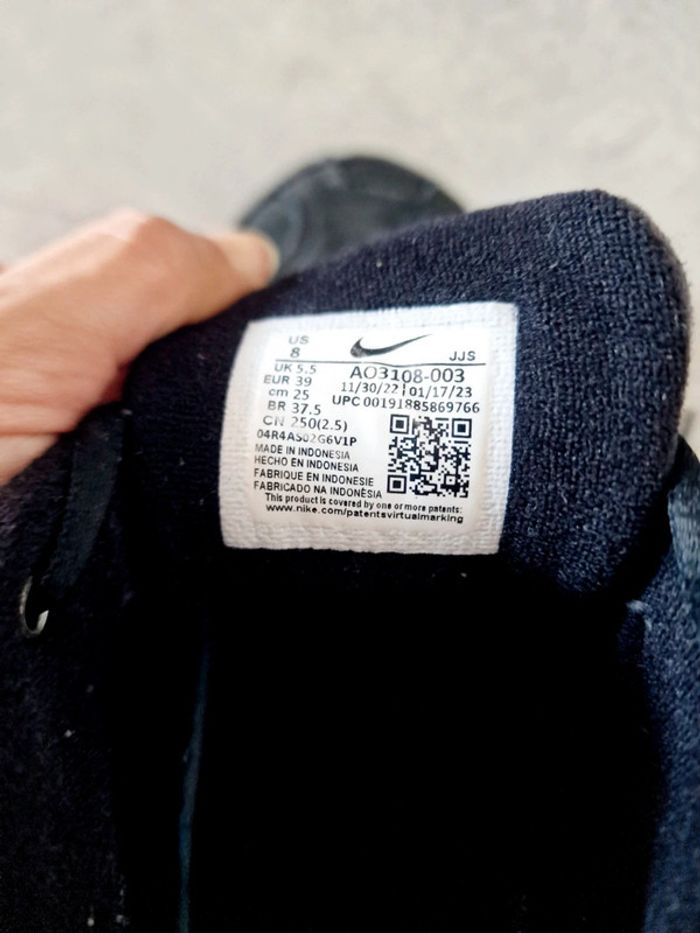 US
8
JJS
UK 5.5
EUR 39
cm 25
BR 37.5
CN 250(2.5)
AO3108-003
11/30/22 01/17/23
UPC 00191885869766
04R4AS02G6V1P
MADE IN INDONESIA
HECHO EN INDONESIA
FABRIQUE EN INDONESIE
FABRICADO NA INDONÉSIA
This product is covered by one or more patents:
www.nike.com/patentsvirtualmarking